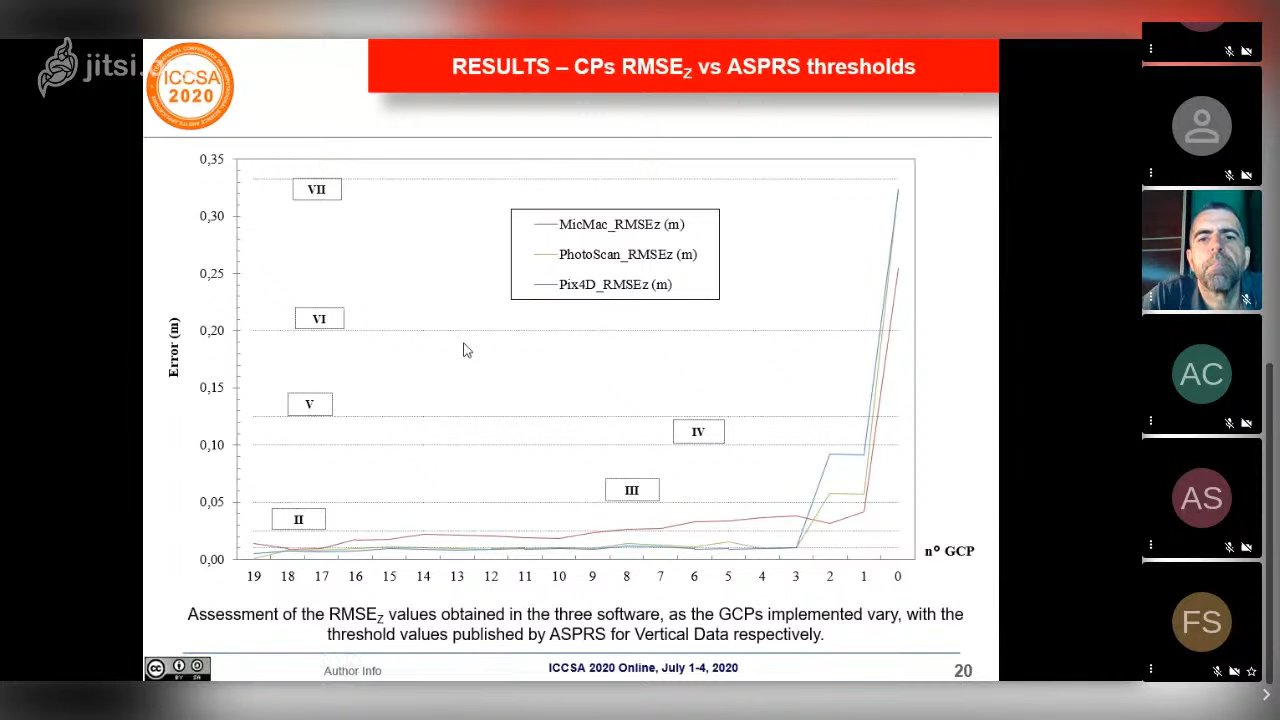 jitsi.o
ICCSA
2020
RESULTS – CPs RMSEZ vs ASPRS thresholds
0,35
0,30
0,25
0,20
0,15
0,10
0,05
0,00
Error (m)
VII
VI
V
IV
III
II
MicMac_RMSEz (m)
PhotoScan_RMSEz (m)
Pix4D_RMSEz (m)
19 18 17 16 15 14 13 12 11 10 9 8 7 6 5 4 3 2 1 0
n° GCP
Assessment of the RMSEZ values obtained in the three software, as the GCPs implemented vary, with the
threshold values published by ASPRS for Vertical Data respectively.
cc BY SA
Author Info
ICCSA 2020 Online, July 1-4, 2020
20
AC
AS
FS